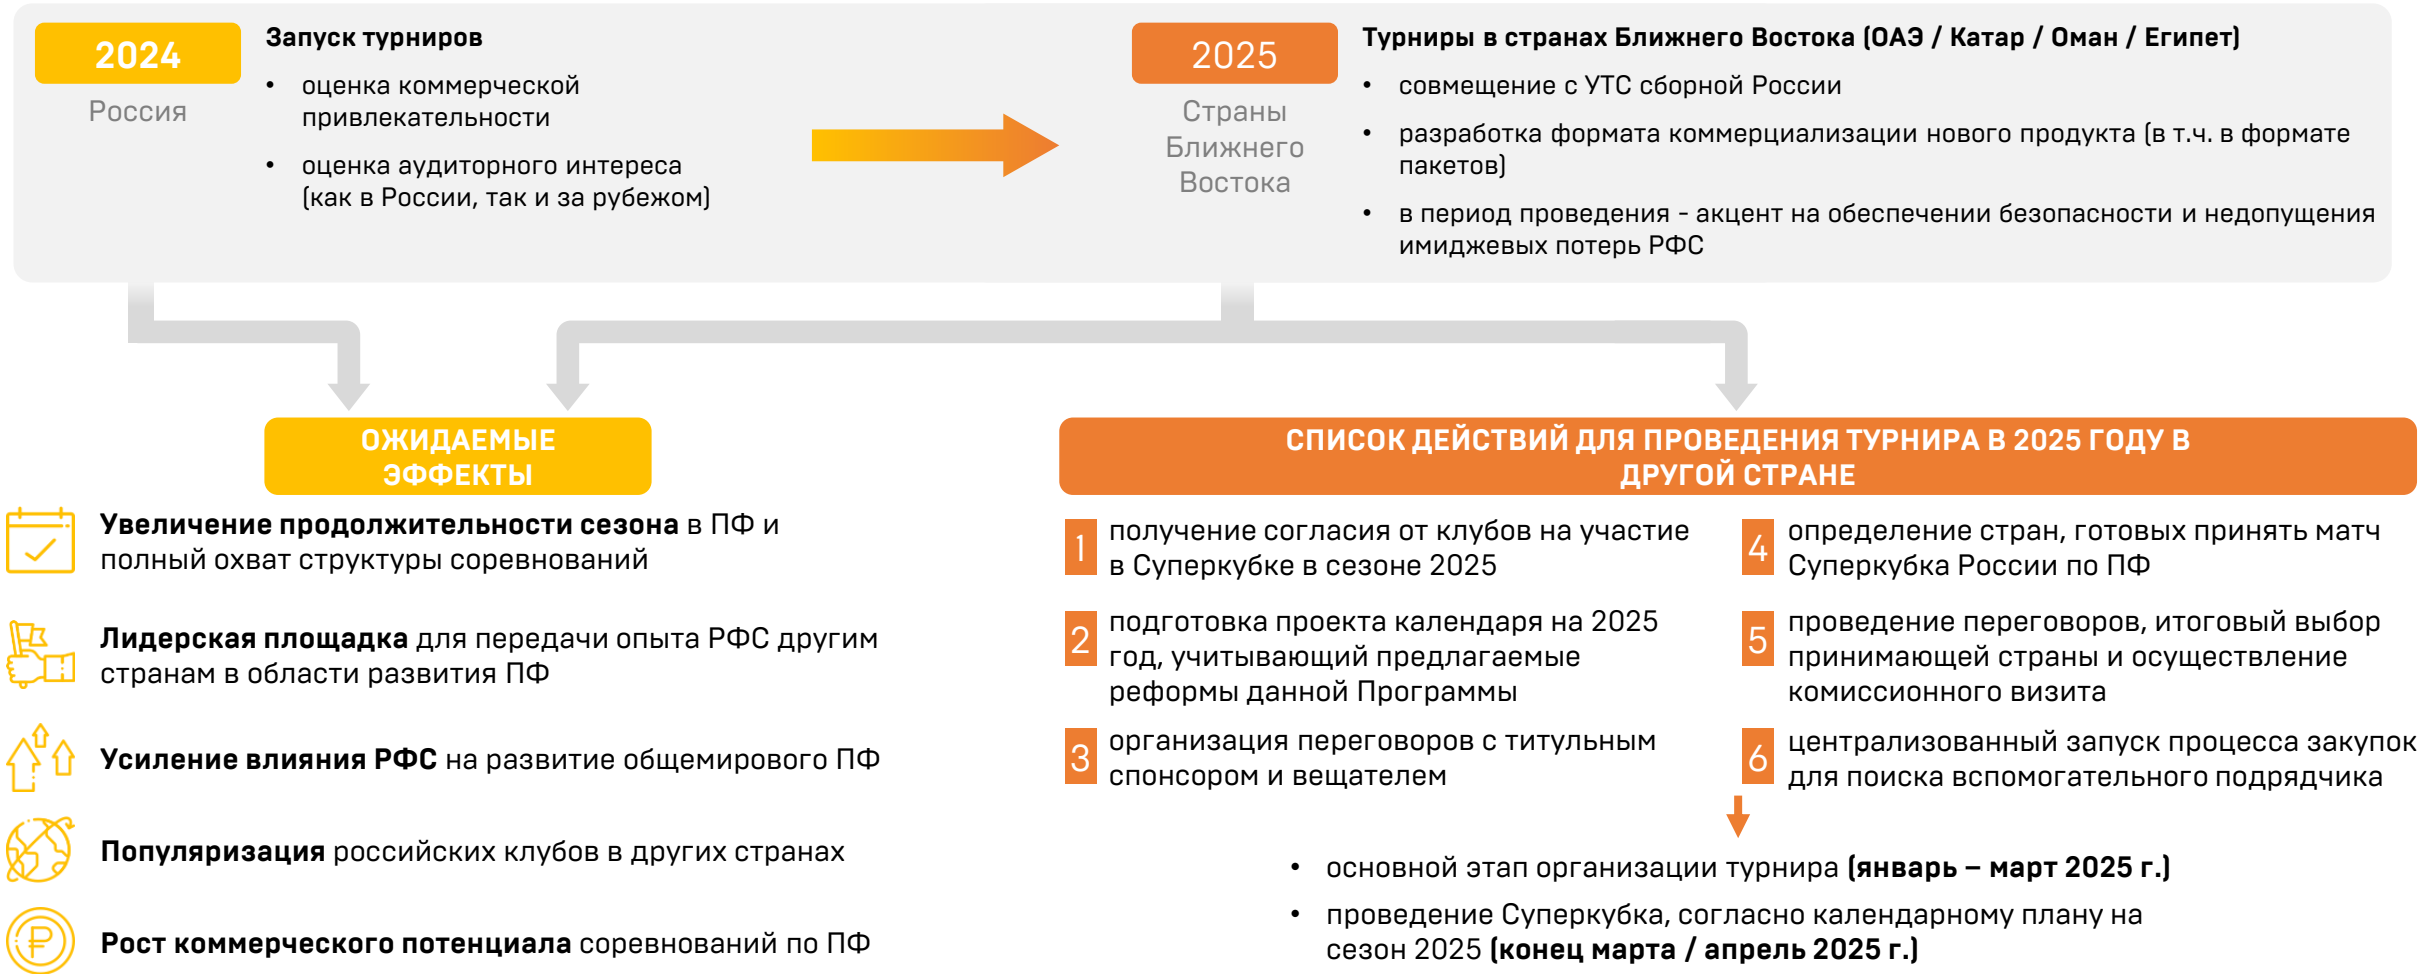 2024
Россия
Запуск турниров
• оценка коммерческой
привлекательности
• оценка аудиторного интереса
(как в России, так и за рубежом)
2025
Страны
Ближнего
Востока
Турниры в странах Ближнего Востока (ОАЭ / Катар / Оман / Египет)
• совмещение с УТС сборной России
• разработка формата коммерциализации нового продукта (в т.ч. в формате
пакетов)
• в период проведения - акцент на обеспечении безопасности и недопущения
имиджевых потерь РФС
ОЖИДАЕМЫЕ
ЭФФЕКТЫ
Увеличение продолжительности сезона в ПФ и
полный охват структуры соревнований
Лидерская площадка для передачи опыта РФС другим
странам в области развития ПФ
Усиление влияния РФС на развитие общемирового ПФ
Популяризация российских клубов в других странах
Рост коммерческого потенциала соревнований по ПФ
СПИСОК ДЕЙСТВИЙ ДЛЯ ПРОВЕДЕНИЯ ТУРНИРА В 2025 ГОДУ В
ДРУГОЙ СТРАНЕ
1 получение согласия от клубов на участие
в Суперкубке в сезоне 2025
2 подготовка проекта календаря на 2025
год, учитывающий предлагаемые
реформы данной Программы
3 организация переговоров с титульным
спонсором и вещателем
4 определение стран, готовых принять матч
Суперкубка России по ПФ
5 проведение переговоров, итоговый выбор
принимающей страны и осуществление
комиссионного визита
6 централизованный запуск процесса закупок
для поиска вспомогательного подрядчика
• основной этап организации турнира (январь – март 2025 г.)
• проведение Суперкубка, согласно календарному плану на
сезон 2025 (конец марта / апрель 2025 г.)